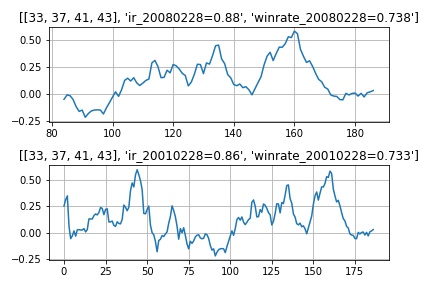 [[33, 37, 41, 43], 'ir_20080228=0.88', 'winrate_20080228=0.738']
0.50
0.25
0.00
−0.25
80 100 120 140 160 180
[[33, 37, 41, 43], 'ir_20010228=0.86', 'winrate_20010228=0.733']
0.50
0.25
0.00
−0.25
0 25 50 75 100 125 150 175